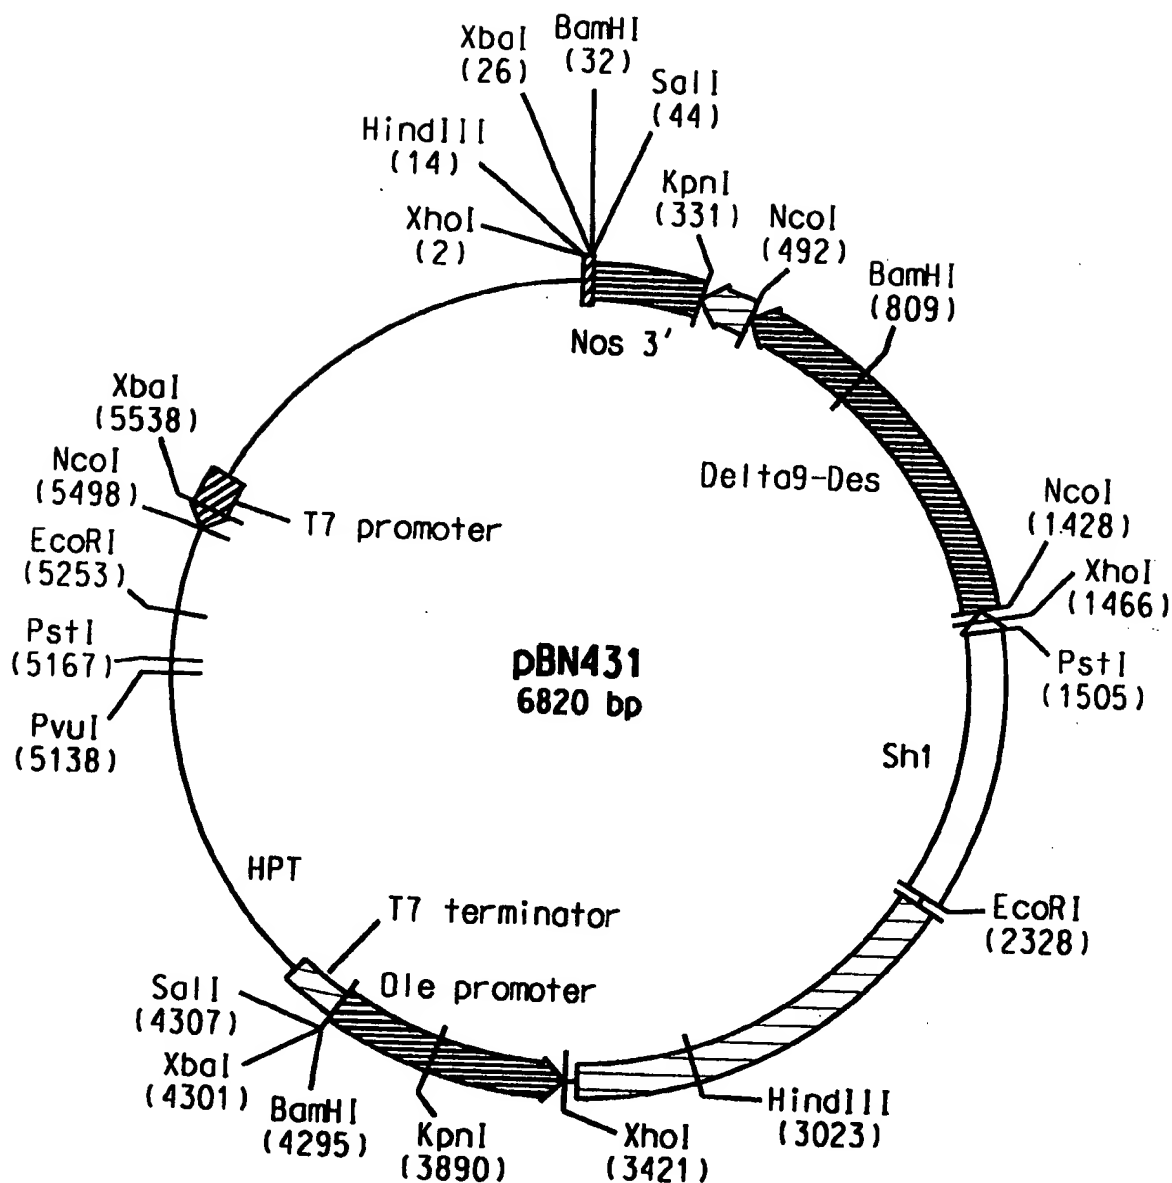 XbaI
(26)
BamHI
(32)
SalI
(44)
HindIII
(14)
KpnI
(331)
XhoI
(2)
NcoI
(492)
BamHI
(809)
Nos 3'
XbaI
(5538)
NcoI
(5498)
T7 promoter
Delta9-Des
NcoI
(1428)
EcoRI
(5253)
XhoI
(1466)
PstI
(5167)
PstI
(1505)
pBN431
6820 bp
PvuI
(5138)
Sh1
HPT
T7 terminator
EcoRI
(2328)
Ole promoter
SalI
(4307)
XbaI
(4301)
BamHI
(4295)
KpnI
(3890)
XhoI
(3421)
HindIII
(3023)